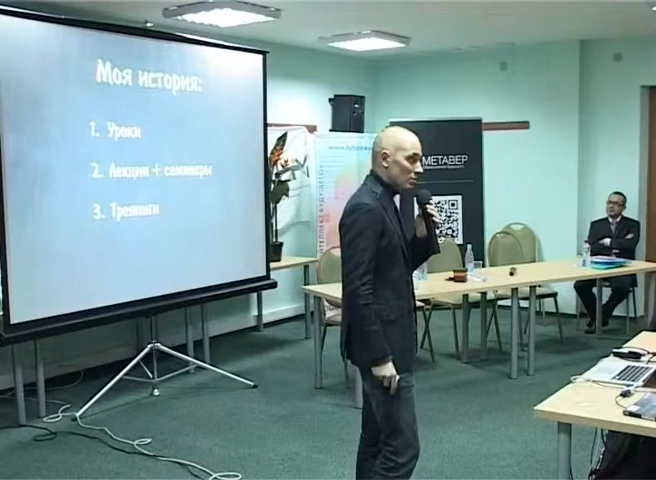 Моя история:
1. Уроки
2. Лекции + семинары
3. Тренинги
МЕТАВЕР